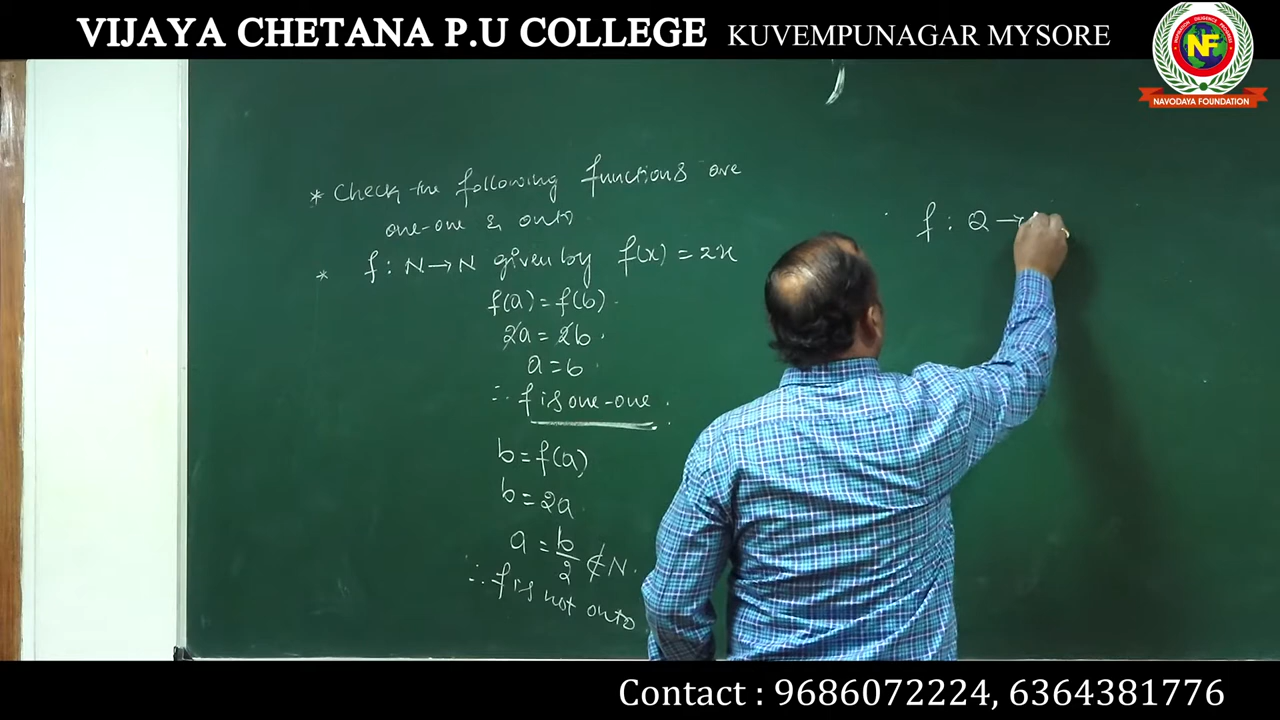 VIJAYA CHETANA P.U COLLEGE KUVEMPUNAGAR MYSORE
NF
NAVODAYA FOUNDATION
* Check the following functions are
one-one & onto
* f : N → N given by f(x) = 2x
f(a) = f(b).
2a = 2b.
a = b.
∴ f is one-one.
b = f(a)
b = 2a
a = b/2 ∉ N.
∴ f is not onto
f : Q →
Contact : 9686072224, 6364381776